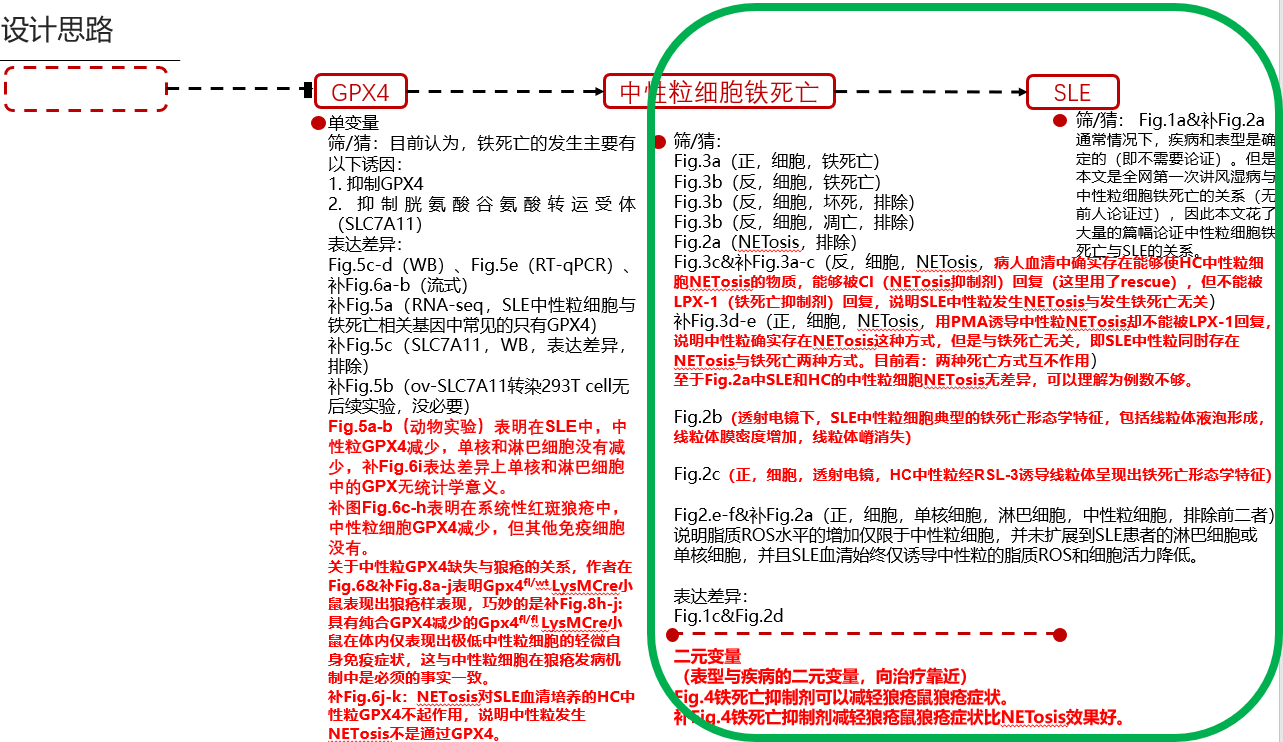 设计思路
GPX4
中性粒细胞铁死亡
SLE
单变量
筛/猜：目前认为，铁死亡的发生主要有
以下诱因：
1. 抑制GPX4
2. 抑制胱氨酸谷氨酸转运受体
（SLC7A11）
表达差异：
Fig.5c-d（WB）、Fig.5e（RT-qPCR）、
补Fig.6a-b（流式）
补Fig.5a（RNA-seq，SLE中性粒细胞与
铁死亡相关基因中常见的只有GPX4）
补Fig.5c（SLC7A11，WB，表达差异，
排除）
补Fig.5b（ov-SLC7A11转染293T cell无
后续实验，没必要）
Fig.5a-b（动物实验）表明在SLE中，中
性粒GPX4减少，单核和淋巴细胞没有减
少，补Fig.6i表达差异上单核和淋巴细胞
中的GPX无统计学意义。
补图Fig.6c-h表明在系统性红斑狼疮中，
中性粒细胞GPX4减少，但其他免疫细胞
没有。
关于中性粒GPX4缺失与狼疮的关系，作者在
Fig.6&补Fig.8a-j表明Gpx4fl/wt LysMCre小
鼠表现出狼疮样表现，巧妙的是补Fig.8h-j:
具有纯合GPX4减少的Gpx4fl/fl LysMCre小
鼠在体内仅表现出极低中性粒细胞的轻微自
身免疫症状，这与中性粒细胞在狼疮发病机
制中是必须的事实一致。
补Fig.6j-k：NETosis对SLE血清培养的HC中
性粒GPX4不起作用，说明中性粒发生
NETosis不是通过GPX4。
筛/猜：
Fig.3a（正，细胞，铁死亡）
Fig.3b（反，细胞，铁死亡）
Fig.3b（反，细胞，坏死，排除）
Fig.3b（反，细胞，凋亡，排除）
Fig.2a（NETosis，排除）
Fig.3c&补Fig.3a-c（反，细胞，NETosis，病人血清中确实存在能够使HC中性粒细
胞NETosis的物质，能够被CI（NETosis抑制剂）回复（这里用了rescue），但不能被
LPX-1（铁死亡抑制剂）回复，说明SLE中性粒发生NETosis与发生铁死亡无关）
补Fig.3d-e（正，细胞，NETosis，用PMA诱导中性粒NETosis却不能被LPX-1回复，
说明中性粒确实存在NETosis这种方式，但是与铁死亡无关，即SLE中性粒同时存在
NETosis与铁死亡两种方式。目前看：两种死亡方式互不作用）
至于Fig.2a中SLE和HC的中性粒细胞NETosis无差异，可以理解为例数不够。
Fig.2b（透射电镜下，SLE中性粒细胞典型的铁死亡形态学特征，包括线粒体液泡形成，
线粒体膜密度增加，线粒体嵴消失）
Fig.2c（正，细胞，透射电镜，HC中性粒经RSL-3诱导线粒体呈现出铁死亡形态学特征）
Fig2.e-f&补Fig.2a（正，细胞，单核细胞，淋巴细胞，中性粒细胞，排除前二者）
说明脂质ROS水平的增加仅限于中性粒细胞，并未扩展到SLE患者的淋巴细胞或
单核细胞，并且SLE血清始终仅诱导中性粒的脂质ROS和细胞活力降低。
表达差异：
Fig.1c&Fig.2d
二元变量
（表型与疾病的二元变量，向治疗靠近）
Fig.4铁死亡抑制剂可以减轻狼疮鼠狼疮症状。
补Fig.4铁死亡抑制剂减轻狼疮鼠狼疮症状比NETosis效果好。
筛/猜： Fig.1a&补Fig.2a
通常情况下，疾病和表型是确
定的（即不需要论证）。但是
本文是全网第一次讲风湿病与
中性粒细胞铁死亡的关系（无
前人论证过），因此本文花了
大量的篇幅论证中性粒细胞铁
死亡与SLE的关系。